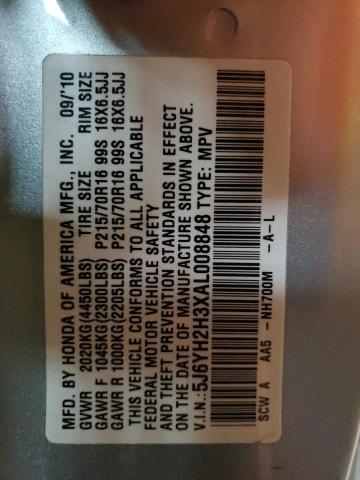 MFD. BY HONDA OF AMERICA MFG., INC. 09/'10
GVWR 2020KG(4450LBS) TIRE SIZE RIM SIZE
GAWR F 1045KG(2300LBS) P215/70R16 99S 16X6.5JJ
GAWR R 1000KG(2205LBS) P215/70R16 99S 16X6.5JJ
THIS VEHICLE CONFORMS TO ALL APPLICABLE
FEDERAL MOTOR VEHICLE SAFETY
AND THEFT PREVENTION STANDARDS IN EFFECT
ON THE DATE OF MANUFACTURE SHOWN ABOVE.
V.I.N.:5J6YH2H3XAL008848 TYPE: MPV
SCW A AA5 -NH700M -A-L